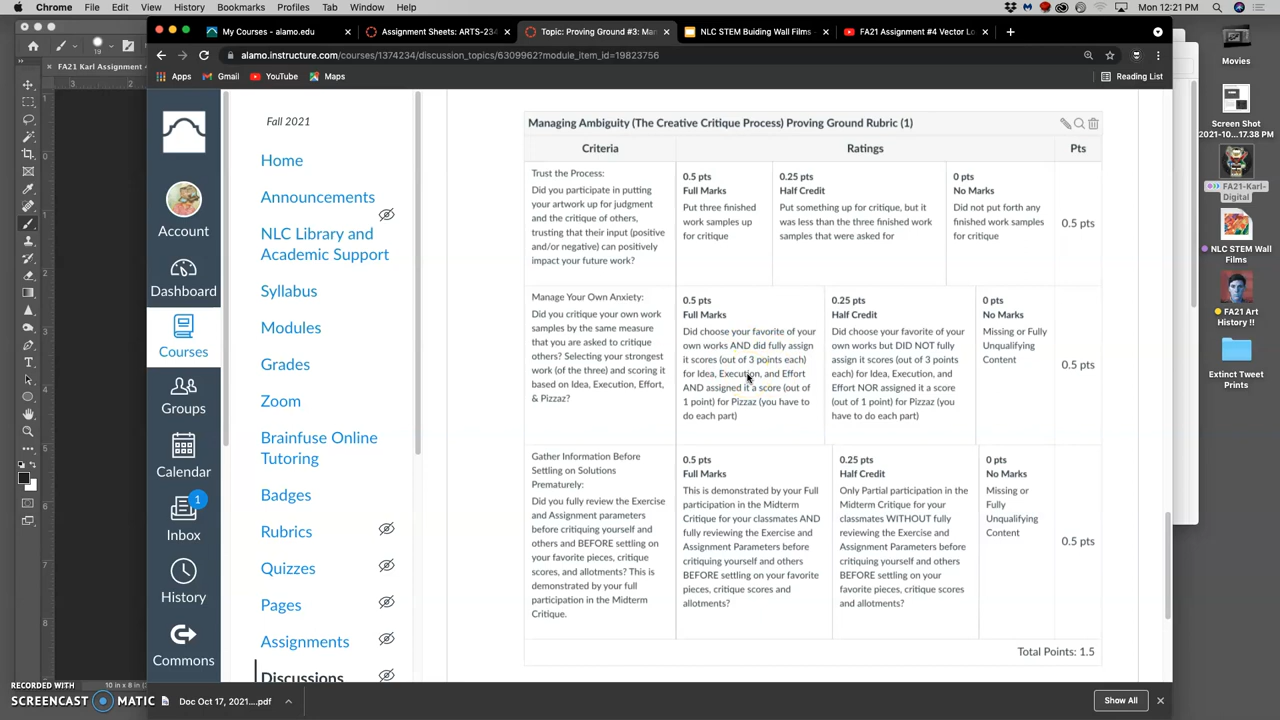 Chrome File Edit View History Bookmarks Profiles Tab Window Help Mon 12:21 PM
My Courses - alamo.edu
Assignment Sheets: ARTS-234
Topic: Proving Ground #3: Man
NLC STEM Buiding Wall Films -
FA21 Assignment #4 Vector Lo
alamo.instructure.com/courses/1374234/discussion_topics/6309962?module_item_id=19823756
Apps Gmail YouTube Maps Reading List
19
FA21 Karl Assignment
3 2
1
0
1
2
3
4
5
6
7
8
10 in x 8 in
Account
Dashboard
Courses
Groups
Calendar
1
Inbox
History
Commons
Fall 2021
Home
Announcements
NLC Library and
Academic Support
Syllabus
Modules
Grades
Zoom
Brainfuse Online
Tutoring
Badges
Rubrics
Quizzes
Pages
Assignments
Discussions
Managing Ambiguity (The Creative Critique Process) Proving Ground Rubric (1)
Criteria Ratings Pts
Trust the Process:
Did you participate in putting
your artwork up for judgment
and the critique of others,
trusting that their input (positive
and/or negative) can positively
impact your future work?
0.5 pts
Full Marks
Put three finished
work samples up
for critique
0.25 pts
Half Credit
Put something up for critique, but it
was less than the three finished work
samples that were asked for
0 pts
No Marks
Did not put forth any
finished work samples
for critique
0.5 pts
Manage Your Own Anxiety:
Did you critique your own work
samples by the same measure
that you are asked to critique
others? Selecting your strongest
work (of the three) and scoring it
based on Idea, Execution, Effort,
& Pizzaz?
0.5 pts
Full Marks
Did choose your favorite of your
own works AND did fully assign
it scores (out of 3 points each)
for Idea, Execution, and Effort
AND assigned it a score (out of
1 point) for Pizzaz (you have to
do each part)
0.25 pts
Half Credit
Did choose your favorite of your
own works but DID NOT fully
assign it scores (out of 3 points
each) for Idea, Execution, and
Effort NOR assigned it a score
(out of 1 point) for Pizzaz (you
have to do each part)
0 pts
No Marks
Missing or Fully
Unqualifying
Content
0.5 pts
Gather Information Before
Settling on Solutions
Prematurely:
Did you fully review the Exercise
and Assignment parameters
before critiquing yourself and
others and BEFORE settling on
your favorite pieces, critique
scores, and allotments? This is
demonstrated by your full
participation in the Midterm
Critique.
0.5 pts
Full Marks
This is demonstrated by your Full
participation in the Midterm
Critique for your classmates AND
fully reviewing the Exercise and
Assignment Parameters before
critiquing yourself and others
BEFORE settling on your favorite
pieces, critique scores and
allotments?
0.25 pts
Half Credit
Only Partial participation in the
Midterm Critique for your
classmates WITHOUT fully
reviewing the Exercise and
Assignment Parameters before
critiquing yourself and others
BEFORE settling on your
favorite pieces, critique scores
and allotments?
0 pts
No Marks
Missing or
Fully
Unqualifying
Content
0.5 pts
Total Points: 1.5
Movies
Screen Shot
2021-10...17.38 PM
FA21-Karl-
Digital
NLC STEM Wall
Films
FA21 Art
History !!
Extinct Tweet
Prints
RECORDED WITH
SCREENCAST MATIC
Doc Oct 17, 2021....pdf
Show All